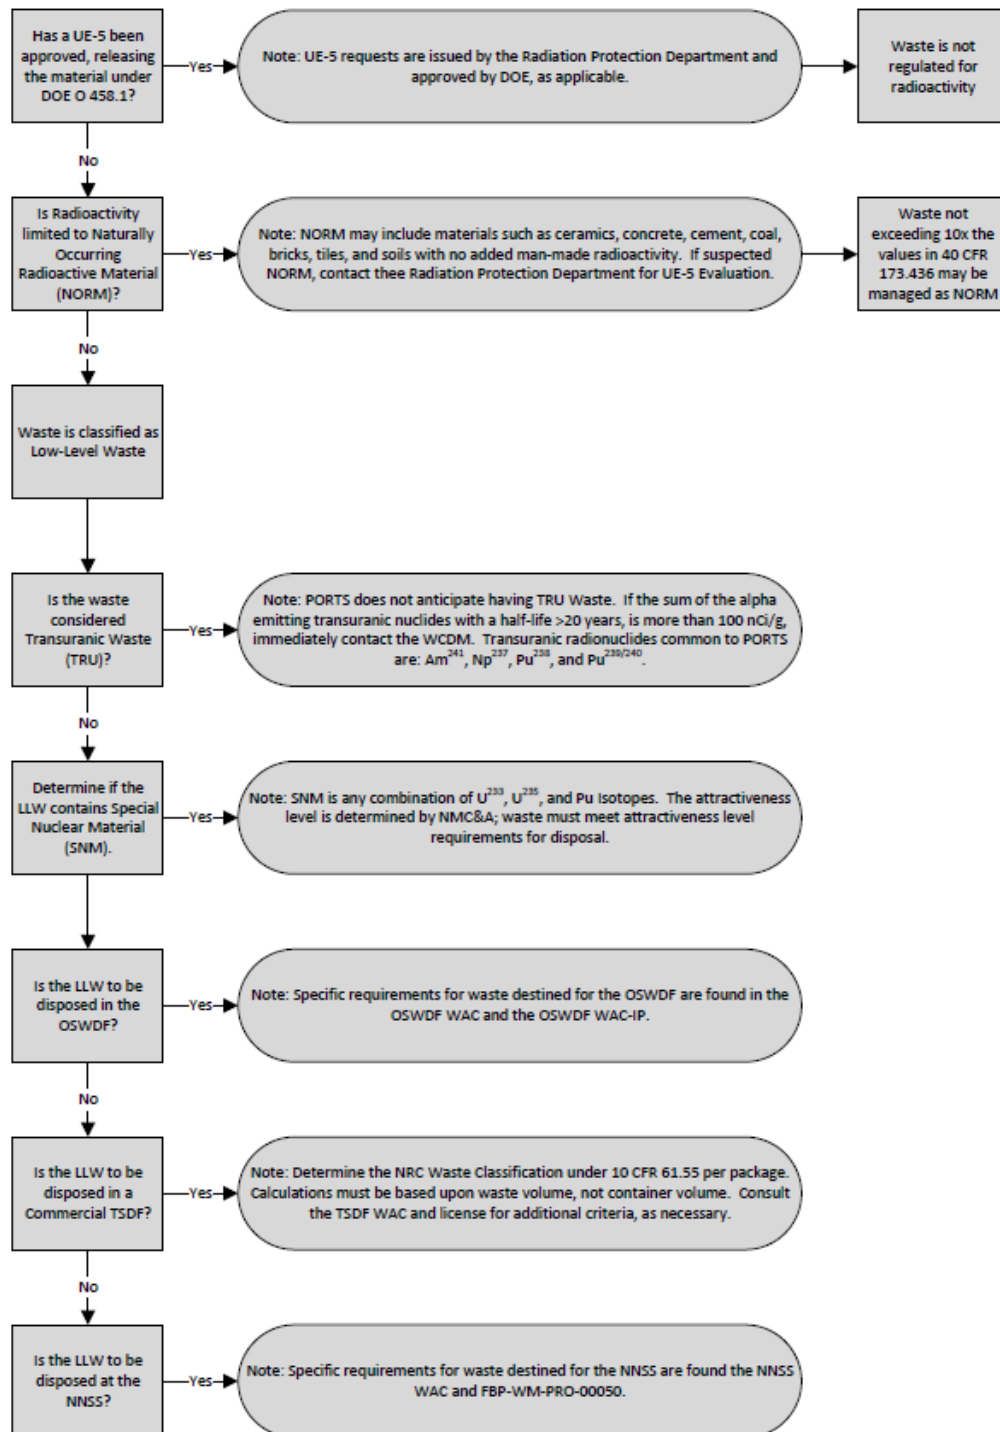 Has a UE-5 been
approved, releasing
the material under
DOE O 458.1?
Yes
Note: UE-5 requests are issued by the Radiation Protection Department and
approved by DOE, as applicable.
Waste is not
regulated for
radioactivity
No
Is Radioactivity
limited to Naturally
Occurring
Radioactive Material
(NORM)?
Yes
Note: NORM may include materials such as ceramics, concrete, cement, coal,
bricks, tiles, and soils with no added man-made radioactivity. If suspected
NORM, contact thee Radiation Protection Department for UE-5 Evaluation.
Waste not
exceeding 10x the
values in 40 CFR
173.436 may be
managed as NORM
No
Waste is classified as
Low-Level Waste
Is the waste
considered
Transuranic Waste
(TRU)?
Note: PORTS does not anticipate having TRU Waste. If the sum of the alpha
emitting transuranic nuclides with a half-life >20 years, is more than 100 nCi/g,
immediately contact the WCDM. Transuranic radionuclides common to PORTS
are: Am²⁴¹, Np²³⁷, Pu²³⁸, and Pu²³⁹/²⁴⁰.
No
Determine if the
LLW contains Special
Nuclear Material
(SNM).
Note: SNM is any combination of U²³³, U²³⁵, and Pu Isotopes. The attractiveness
level is determined by NMC&A; waste must meet attractiveness level
requirements for disposal.
Is the LLW to be
disposed in the
OSWDF?
Yes
Note: Specific requirements for waste destined for the OSWDF are found in the
OSWDF WAC and the OSWDF WAC-IP.
No
Is the LLW to be
disposed in a
Commercial TSDF?
Yes
Note: Determine the NRC Waste Classification under 10 CFR 61.55 per package.
Calculations must be based upon waste volume, not container volume. Consult
the TSDF WAC and license for additional criteria, as necessary.
No
Is the LLW to be
disposed at the
NNSS?
Yes
Note: Specific requirements for waste destined for the NNSS are found the NNSS
WAC and FBP-WM-PRO-00050.